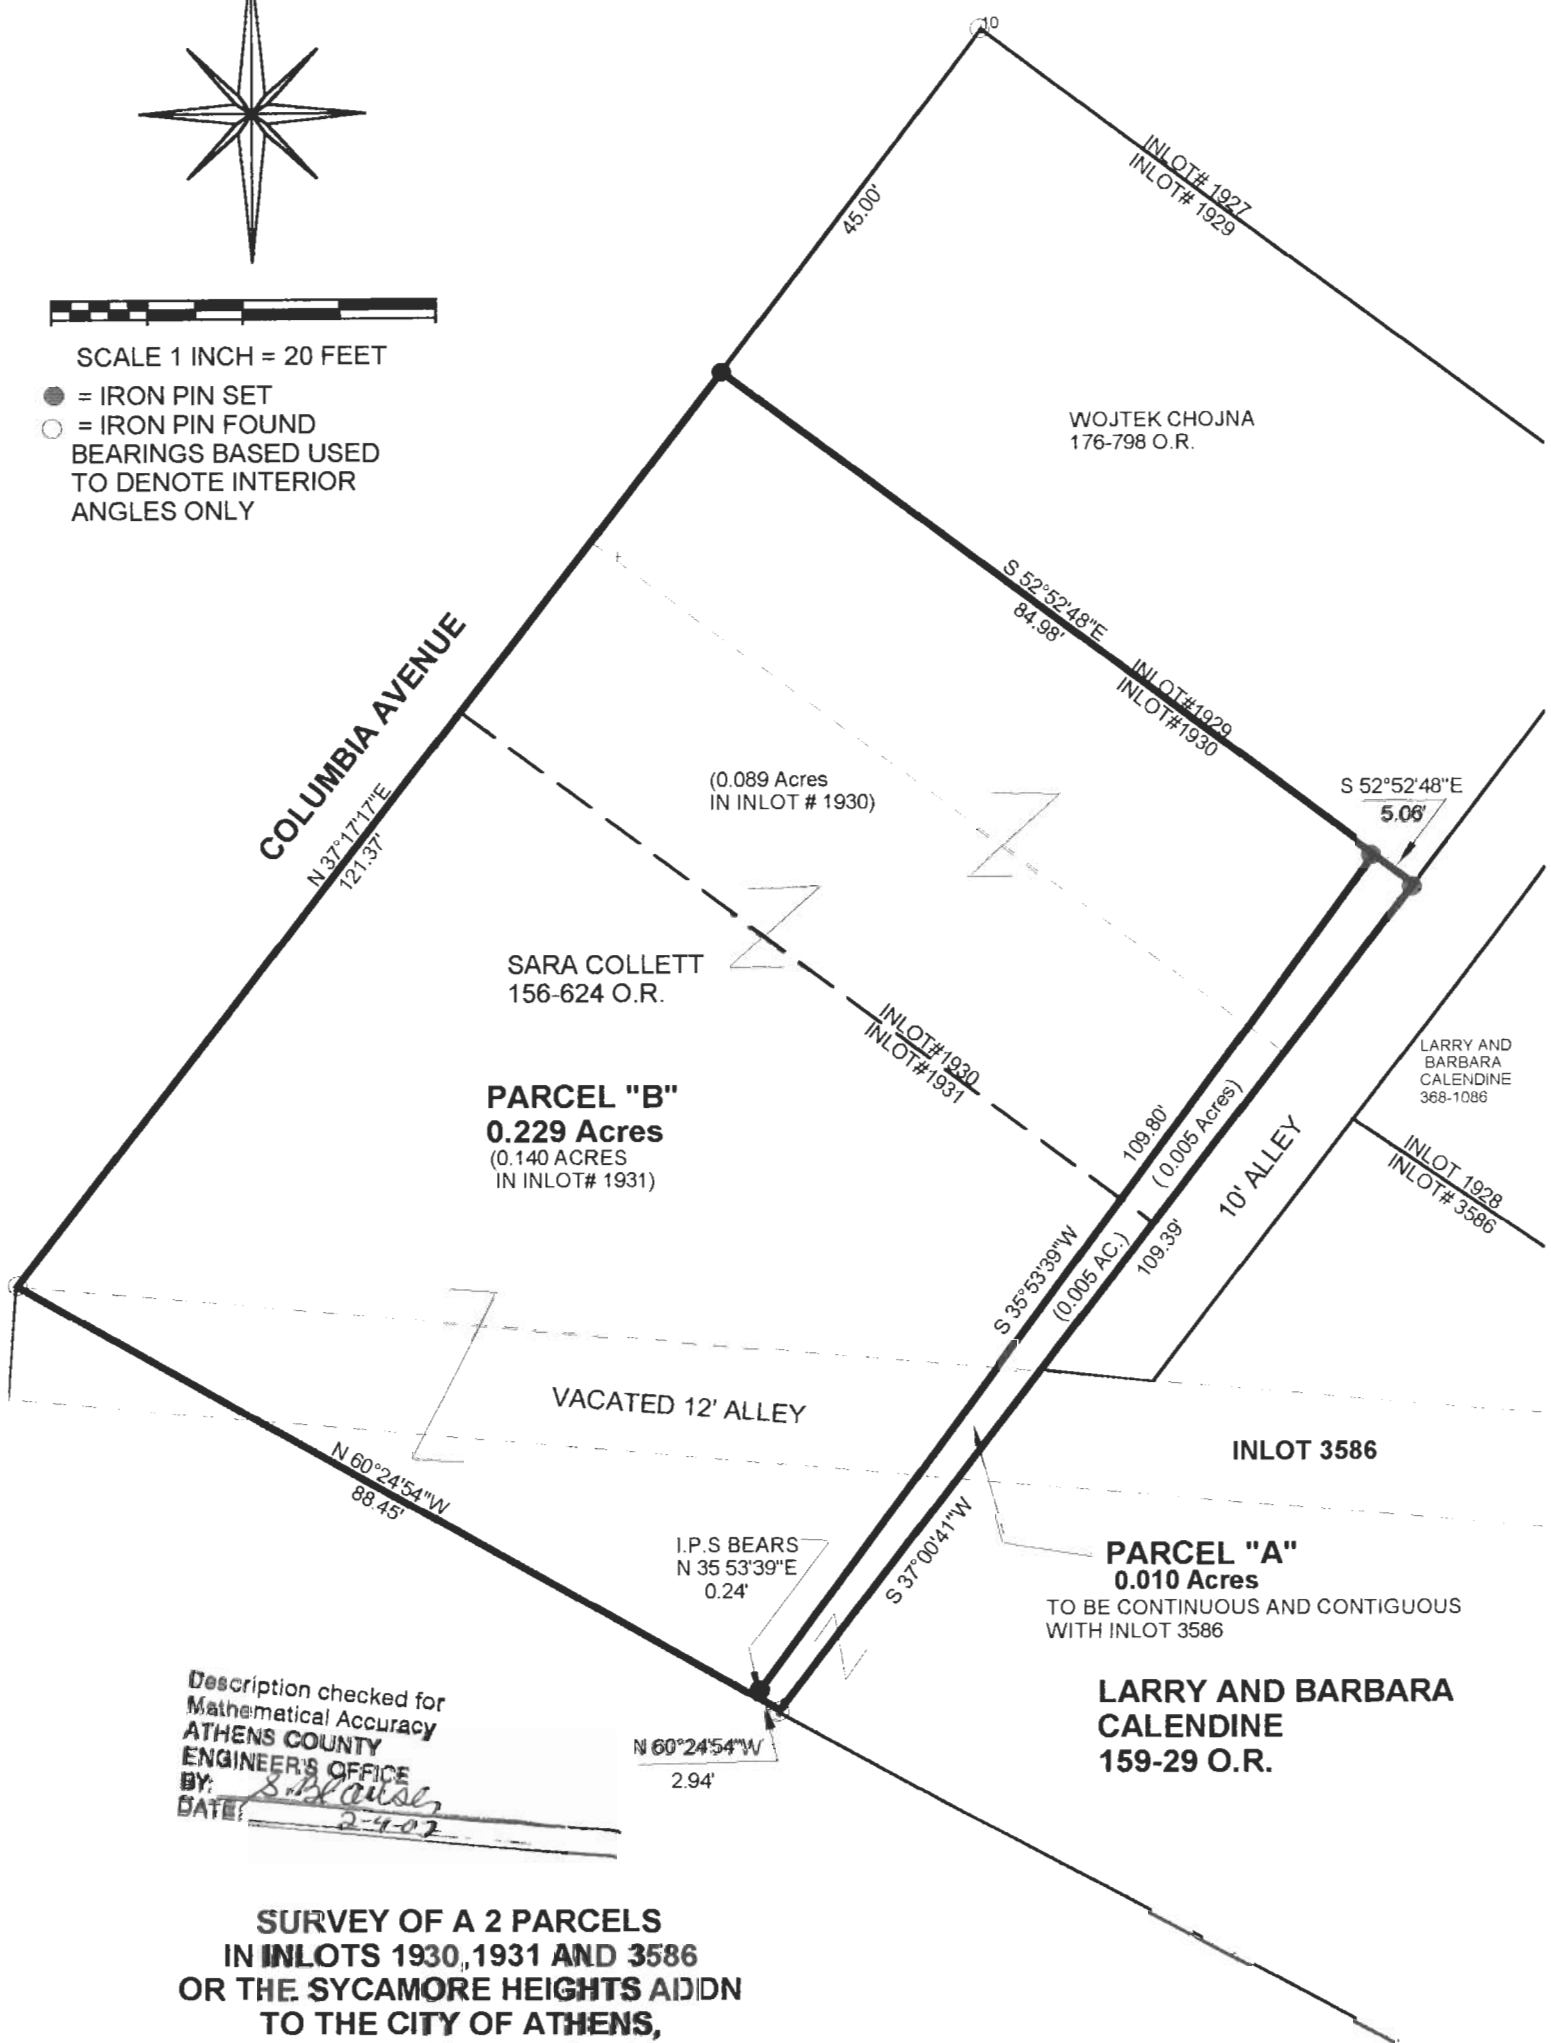 10
INLOT# 1927
INLOT# 1929
45.00'
SCALE 1 INCH = 20 FEET
= IRON PIN SET
= IRON PIN FOUND
BEARINGS BASED USED
TO DENOTE INTERIOR
ANGLES ONLY
WOJTEK CHOJNA
176-798 O.R.
S 52°52'48"E
84.98'
INLOT#1929
INLOT#1930
COLUMBIA AVENUE
N 37°17'17"E
121.37'
(0.089 Acres
IN INLOT # 1930)
S 52°52'48"E
5.06'
SARA COLLETT
156-624 O.R.
INLOT#1930
INLOT#1931
PARCEL "B"
0.229 Acres
(0.140 ACRES
IN INLOT# 1931)
LARRY AND
BARBARA
CALENDINE
368-1086
109.80'
(0.005 Acres)
10' ALLEY
INLOT 1928
INLOT# 3586
S 35°53'39"W
(0.005 AC.)
109.39'
VACATED 12' ALLEY
INLOT 3586
N 60°24'54"W
88.45'
S 37°00'41"W
I.P.S BEARS
N 35 53'39"E
0.24'
PARCEL "A"
0.010 Acres
TO BE CONTINUOUS AND CONTIGUOUS
WITH INLOT 3586
LARRY AND BARBARA
CALENDINE
159-29 O.R.
N 60°24'54"W
2.94'
Description checked for
Mathematical Accuracy
ATHENS COUNTY
ENGINEER'S OFFICE
BY:
DATE: 2-4-02
SURVEY OF A 2 PARCELS
IN INLOTS 1930,1931 AND 3586
OR THE SYCAMORE HEIGHTS ADDN
TO THE CITY OF ATHENS,